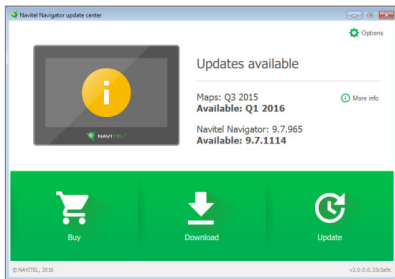 Navitel Navigator update center
Options
Updates available
Maps: Q3 2015
Available: Q1 2016
More info
Navitel Navigator: 9.7.965
Available: 9.7.1114
NAVITEL
Buy
Download
Update
© NAVITEL, 2016